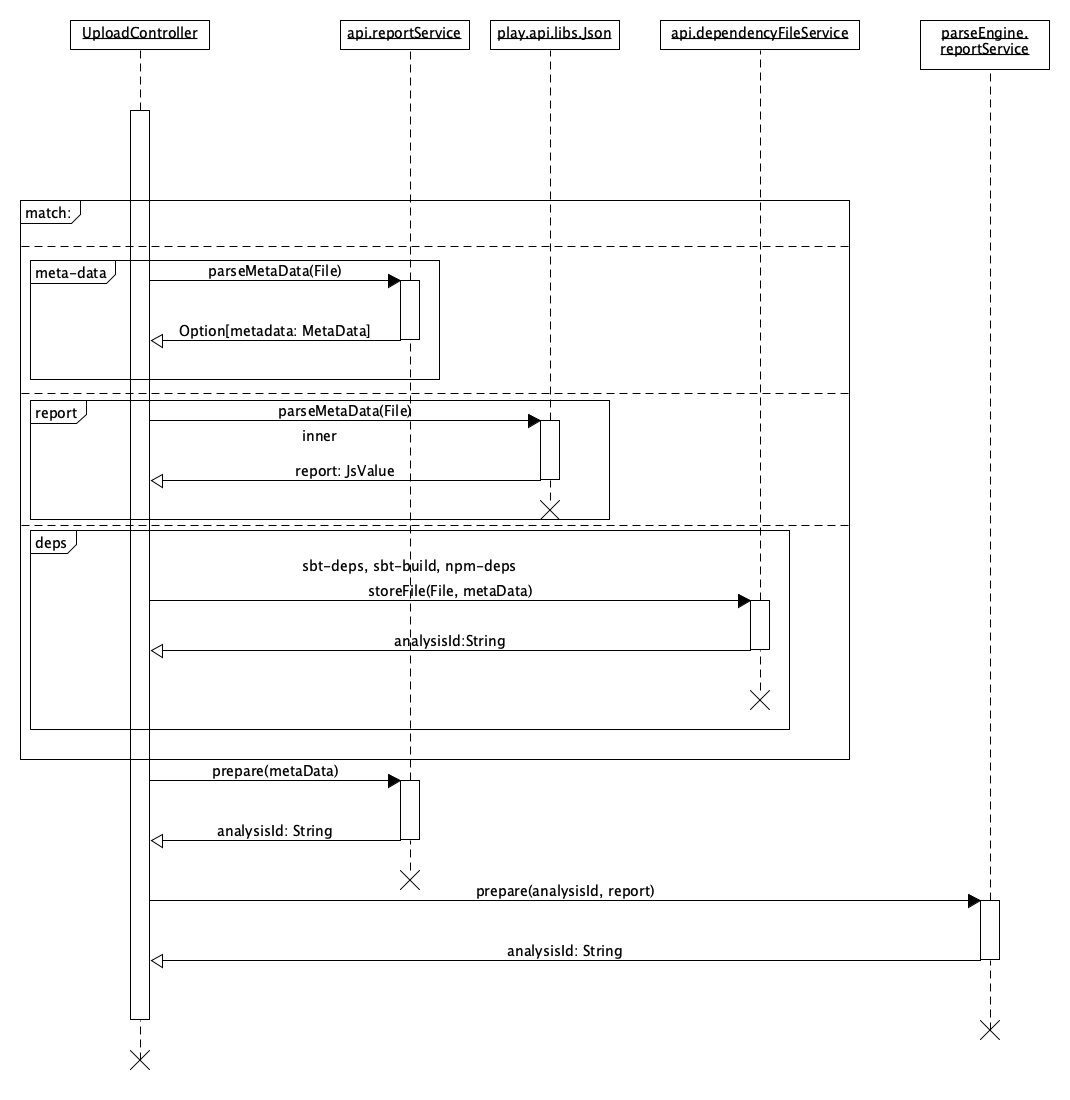 UploadController
api.reportService
play.api.libs.Json
api.dependencyFileService
parseEngine.
reportService
match:
meta-data
parseMetaData(File)
Option[metadata: MetaData]
report
parseMetaData(File)
inner
report: JsValue
deps
sbt-deps, sbt-build, npm-deps
storeFile(File, metaData)
analysisId:String
prepare(metaData)
analysisId: String
prepare(analysisId, report)
analysisId: String